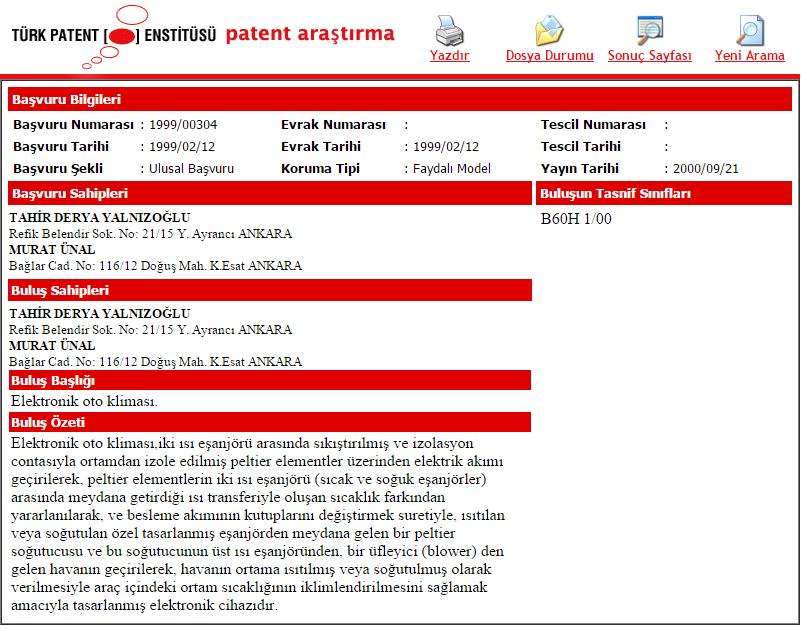 TÜRK PATENT [ ] ENSTİTÜSÜ patent araştırma
Yazdır Dosya Durumu Sonuç Sayfası Yeni Arama
Başvuru Bilgileri
Başvuru Numarası : 1999/00304 Evrak Numarası : Tescil Numarası :
Başvuru Tarihi : 1999/02/12 Evrak Tarihi : 1999/02/12 Tescil Tarihi :
Başvuru Şekli : Ulusal Başvuru Koruma Tipi : Faydalı Model Yayın Tarihi : 2000/09/21
Başvuru Sahipleri Buluşun Tasnif Sınıfları
TAHİR DERYA YALNIZOĞLU B60H 1/00
Refik Belendir Sok. No: 21/15 Y. Ayrancı ANKARA
MURAT ÜNAL
Bağlar Cad. No: 116/12 Doğuş Mah. K.Esat ANKARA
Buluş Sahipleri
TAHİR DERYA YALNIZOĞLU
Refik Belendir Sok. No: 21/15 Y. Ayrancı ANKARA
MURAT ÜNAL
Bağlar Cad. No: 116/12 Doğuş Mah. K.Esat ANKARA
Buluş Başlığı
Elektronik oto kliması.
Buluş Özeti
Elektronik oto kliması,iki ısı eşanjörü arasında sıkıştırılmış ve izolasyon
contasıyla ortamdan izole edilmiş peltier elementler üzerinden elektrik akımı
geçirilerek, peltier elementlerin iki ısı eşanjörü (sıcak ve soğuk eşanjörler)
arasında meydana getirdiği ısı transferiyle oluşan sıcaklık farkından
yararlanılarak, ve besleme akımının kutuplarını değiştirmek suretiyle, ısıtılan
veya soğutulan özel tasarlanmış eşanjörden meydana gelen bir peltier
soğutucusu ve bu soğutucunun üst ısı eşanjöründen, bir üfleyici (blower) den
gelen havanın geçirilerek, havanın ortama ısıtılmış veya soğutulmuş olarak
verilmesiyle araç içindeki ortam sıcaklığının iklimlendirilmesini sağlamak
amacıyla tasarlanmış elektronik cihazıdır.